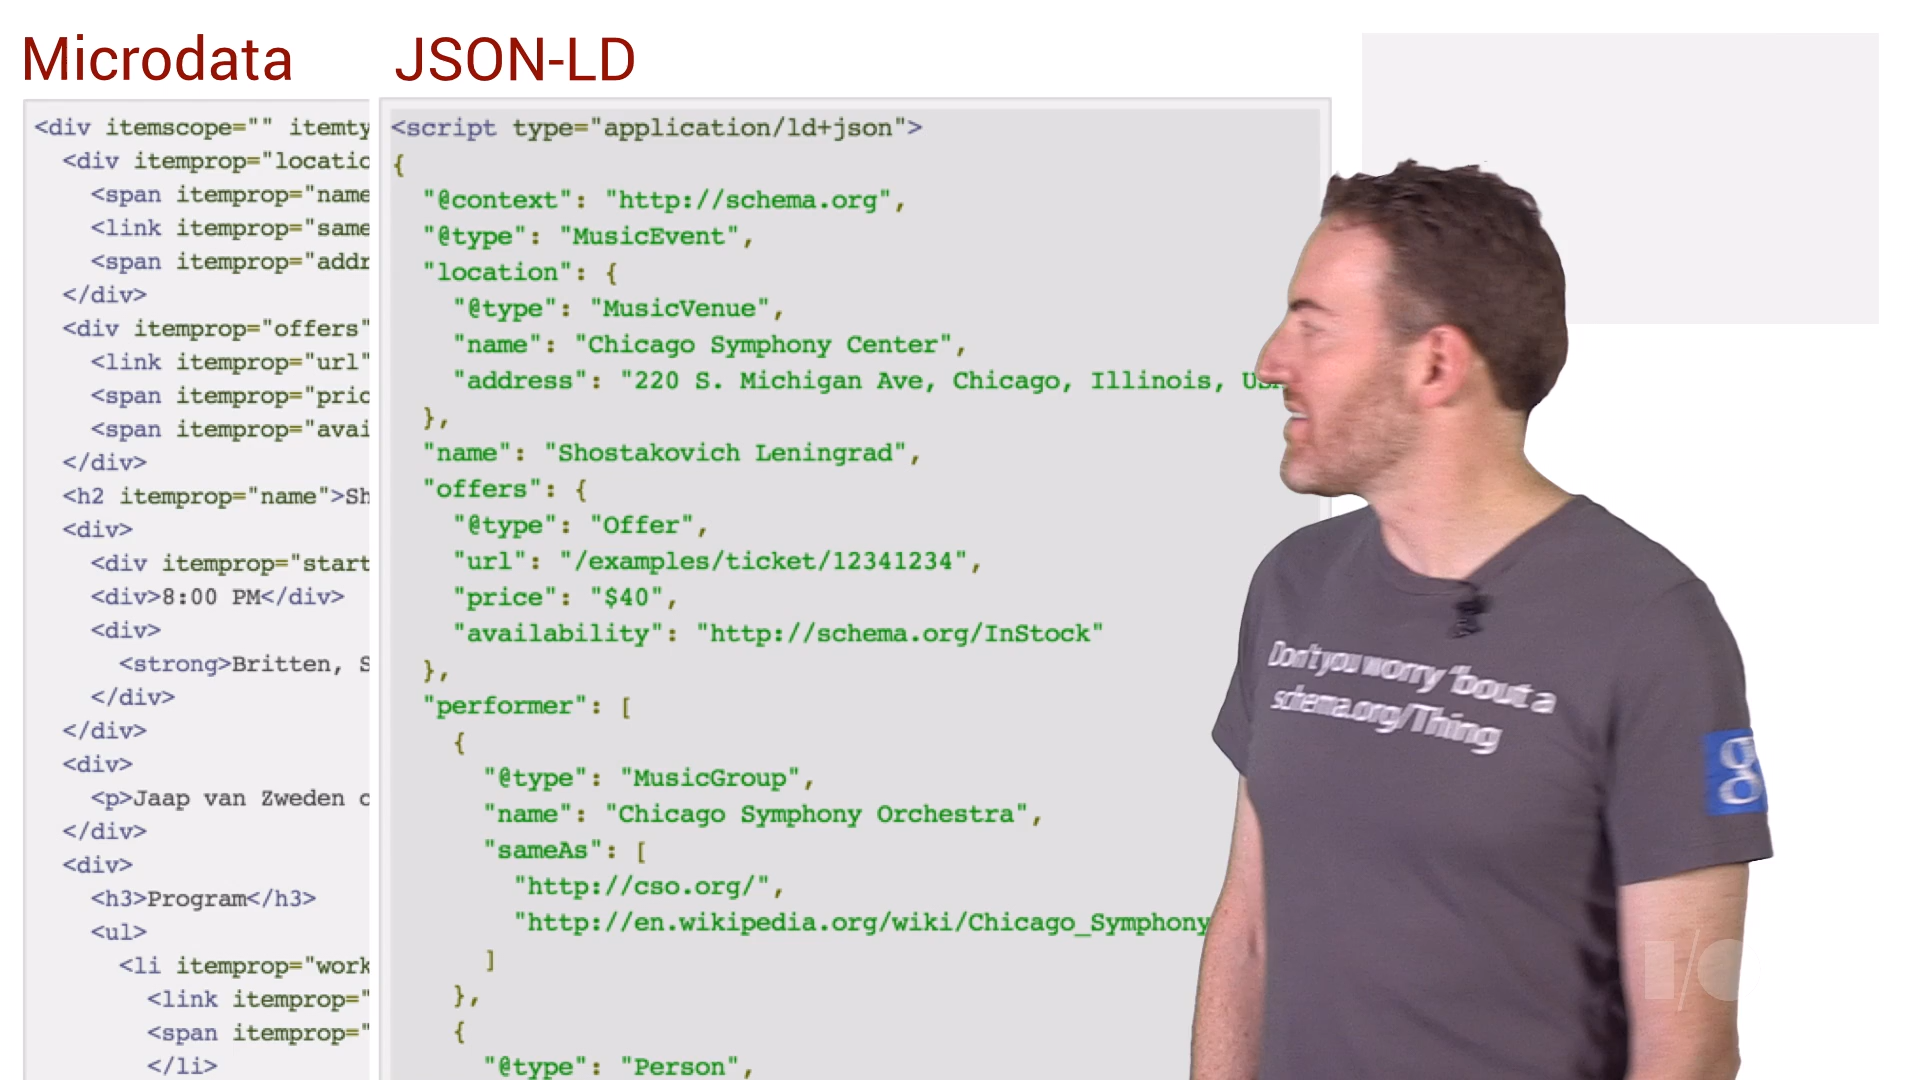 Microdata
<div itemscope="" itemty
<div itemprop="locatic
<span itemprop="name
<link itemprop="same
<span itemprop="addr
</div>
<div itemprop="offers"
<link itemprop="url"
<span itemprop="pric
<span itemprop="avai
</div>
<h2 itemprop="name">Sh
<div>
<div itemprop="start
<div>8:00 PM</div>
<div>
<strong>Britten, S
</div>
</div>
<div>
<p>Jaap van Zweden c
</div>
<div>
<h3>Program</h3>
<ul>
<li itemprop="work
<link itemprop="
<span itemprop="
</li>
JSON-LD
<script type="application/ld+json">
{
"@context": "http://schema.org",
"@type": "MusicEvent",
"location": {
"@type": "MusicVenue",
"name": "Chicago Symphony Center",
"address": "220 S. Michigan Ave, Chicago, Illinois, US
},
"name": "Shostakovich Leningrad",
"offers": {
"@type": "Offer",
"url": "/examples/ticket/12341234",
"price": "$40",
"availability": "http://schema.org/InStock"
},
"performer": [
{
"@type": "MusicGroup",
"name": "Chicago Symphony Orchestra",
"sameAs": [
"http://cso.org/",
"http://en.wikipedia.org/wiki/Chicago_Symphony
]
},
{
"@type": "Person",
Don't you worry 'bout a
schema.org/Thing
g
I/O